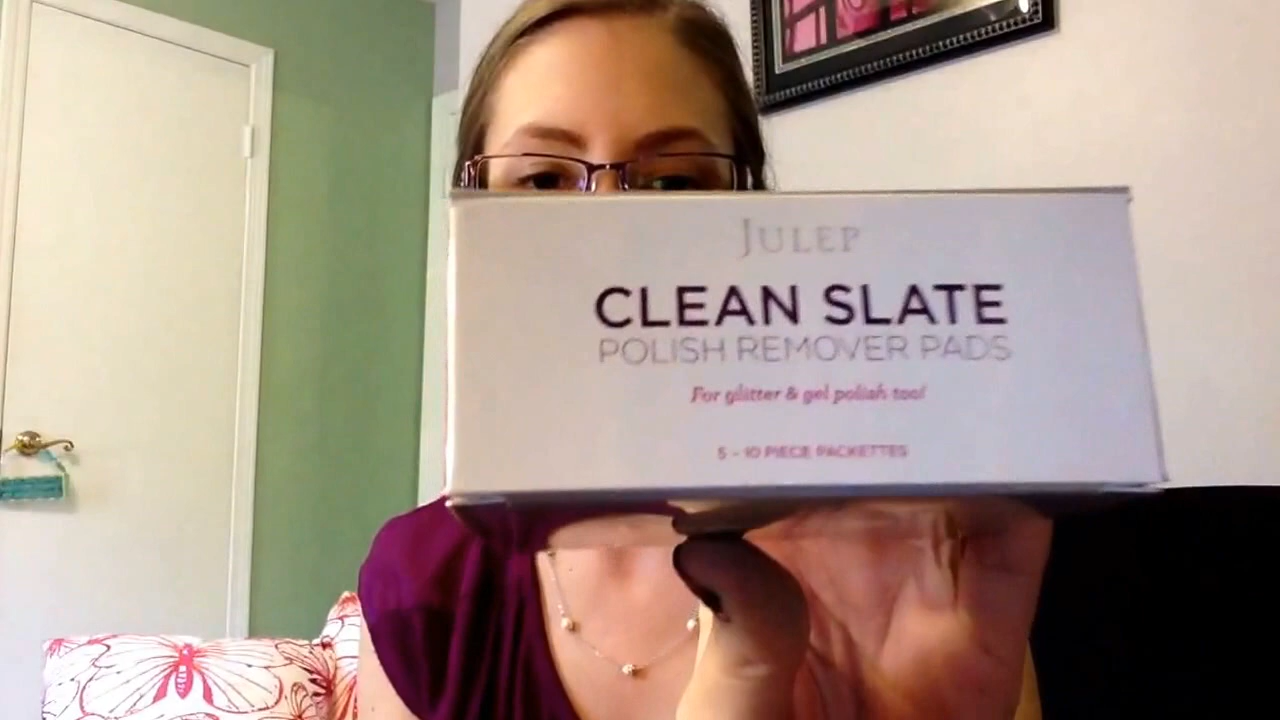 JULEP
CLEAN SLATE
POLISH REMOVER PADS
For glitter & gel polish too!
5 - 10 PIECE PACKETTES